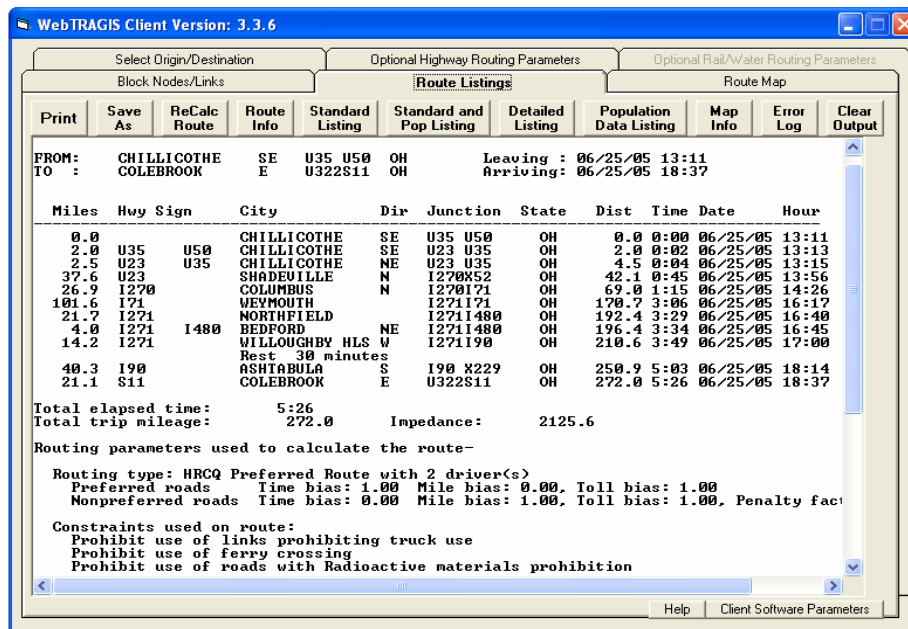 WebTRAGIS Client Version: 3.3.6
Select Origin/Destination Optional Highway Routing Parameters Optional Rail/Water Routing Parameters
Block Nodes/Links Route Listings Route Map
Print Save As ReCalc Route Route Info Standard Listing Standard and Pop Listing Detailed Listing Population Data Listing Map Info Error Log Clear Output
FROM: CHILLICOTHE SE U35 U50 OH Leaving : 06/25/05 13:11
TO : COLEBROOK E U322S11 OH Arriving: 06/25/05 18:37
Miles Hwy Sign City Dir Junction State Dist Time Date Hour
0.0 CHILLICOTHE SE U35 U50 OH 0.0 0:00 06/25/05 13:11
2.0 U35 U50 CHILLICOTHE SE U23 U35 OH 2.0 0:02 06/25/05 13:13
2.5 U23 U35 CHILLICOTHE NE U23 U35 OH 4.5 0:04 06/25/05 13:15
37.6 U23 SHADEVILLE N I270X52 OH 42.1 0:45 06/25/05 13:56
26.9 I270 COLUMBUS N I270I71 OH 69.0 1:15 06/25/05 14:26
101.6 I71 WEYMOUTH I271I71 OH 170.7 3:06 06/25/05 16:17
21.7 I271 NORTHFIELD I271I480 OH 192.4 3:29 06/25/05 16:40
4.0 I271 I480 BEDFORD NE I271I480 OH 196.4 3:34 06/25/05 16:45
14.2 I271 WILLOUGHBY HLS W I271I90 OH 210.6 3:49 06/25/05 17:00
Rest 30 minutes
40.3 I90 ASHTABULA S I90 X229 OH 250.9 5:03 06/25/05 18:14
21.1 S11 COLEBROOK E U322S11 OH 272.0 5:26 06/25/05 18:37
Total elapsed time: 5:26
Total trip mileage: 272.0 Impedance: 2125.6
Routing parameters used to calculate the route-
Routing type: HRCQ Preferred Route with 2 driver(s)
Preferred roads Time bias: 1.00 Mile bias: 0.00, Toll bias: 1.00
Nonpreferred roads Time bias: 0.00 Mile bias: 1.00, Toll bias: 1.00, Penalty fact
Constraints used on route:
Prohibit use of links prohibiting truck use
Prohibit use of ferry crossing
Prohibit use of roads with Radioactive materials prohibition
Help Client Software Parameters